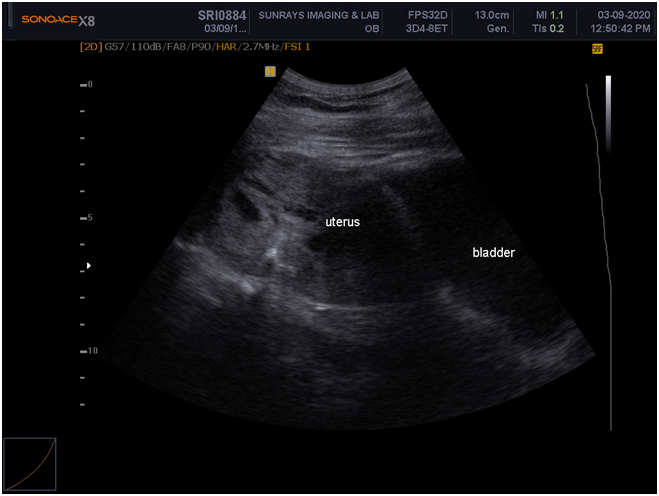 SONOACE X8
SRI0884
03/09/1...
SUNRAYS IMAGING & LAB
OB
FPS32D
3D4-8ET
13.0cm
Gen.
MI 1.1
TIs 0.2
03-09-2020
12:50:42 PM
[2D] G57/110dB/FA8/P90/HAR/2.7MHz/FSI 1
SRF
0
5
10
uterus
bladder